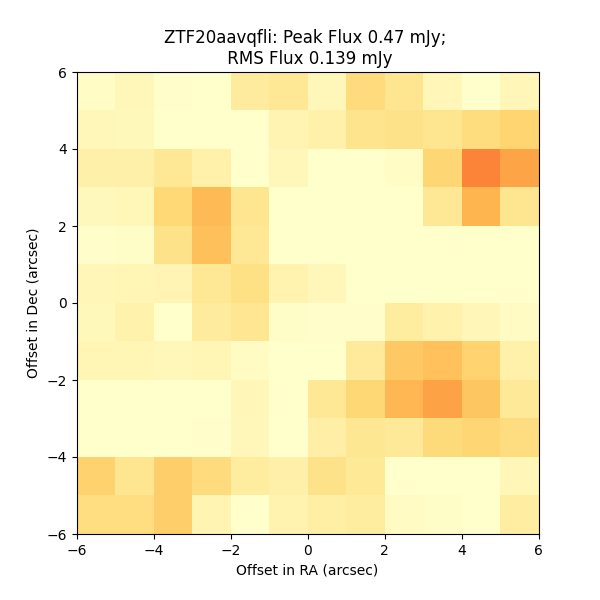 ZTF20aavqfli: Peak Flux 0.47 mJy;
RMS Flux 0.139 mJy
6
4
2
0
−2
−4
−6
Offset in Dec (arcsec)
−6 −4 −2 0 2 4 6
Offset in RA (arcsec)